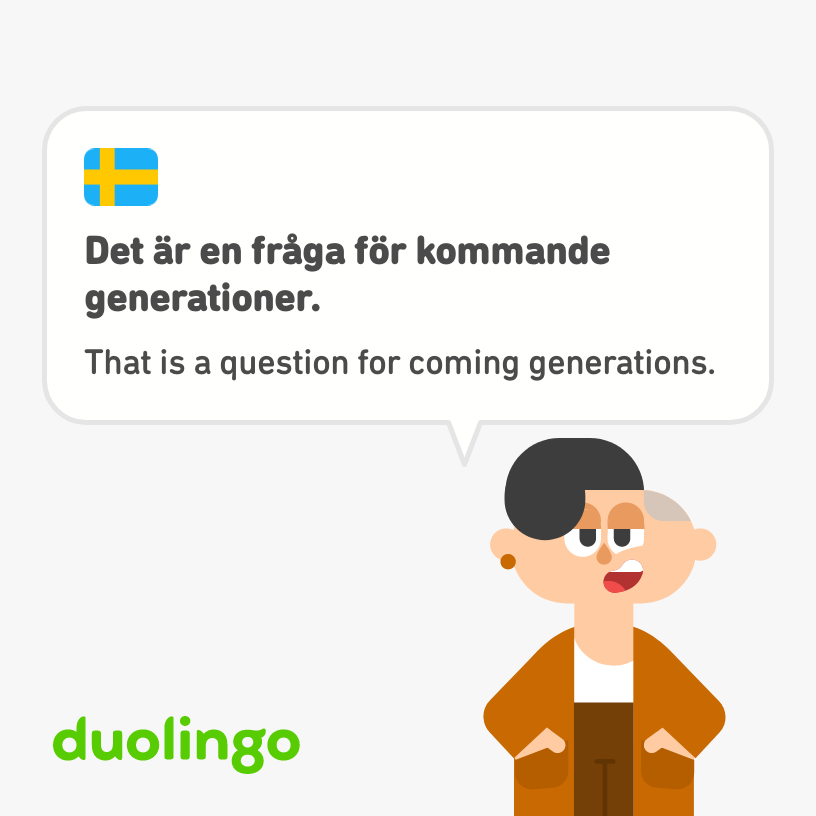 Det är en fråga för kommande
generationer.
That is a question for coming generations.
duolingo